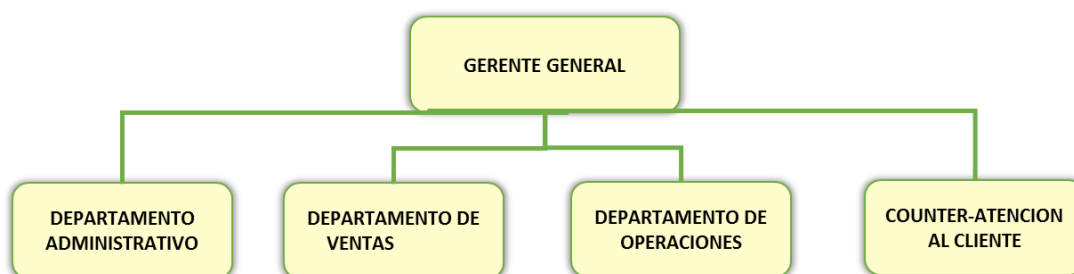 GERENTE GENERAL
DEPARTAMENTO
ADMINISTRATIVO
DEPARTAMENTO DE
VENTAS
DEPARTAMENTO DE
OPERACIONES
COUNTER-ATENCION
AL CLIENTE